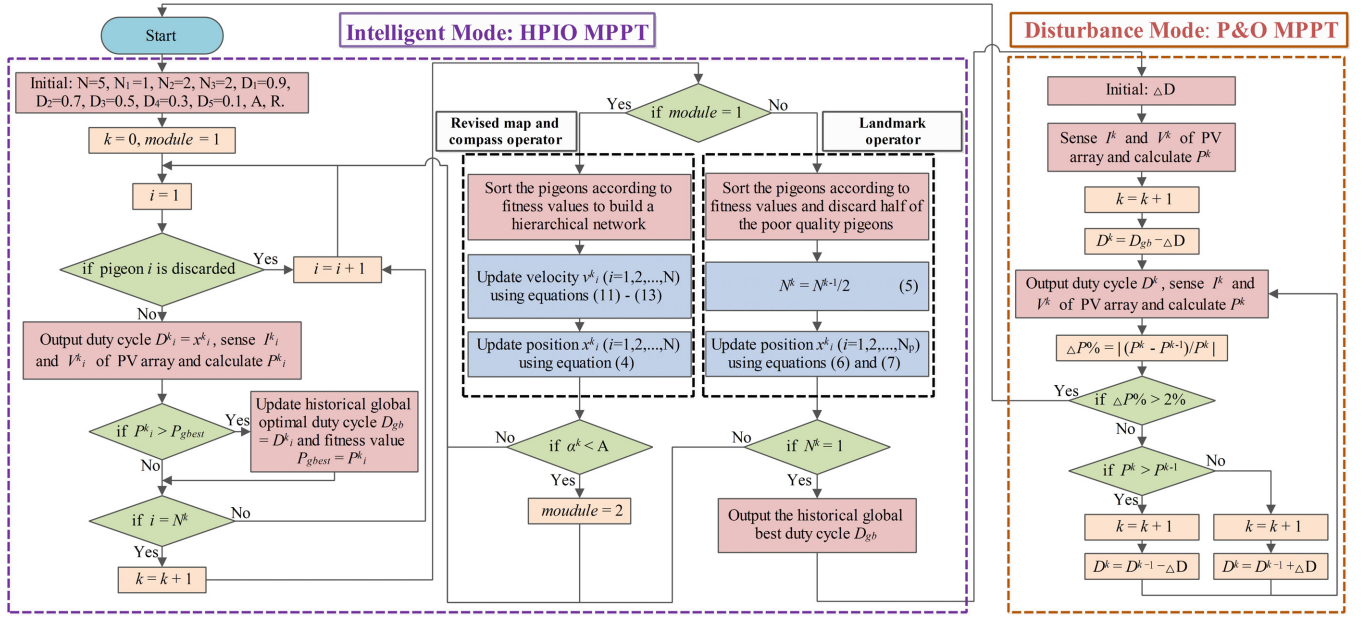 Start
Intelligent Mode: HPIO MPPT
Initial: N=5, N₁=1, N₂=2, N₃=2, D₁=0.9,
D₂=0.7, D₃=0.5, D₄=0.3, D₅=0.1, A, R.
k=0, module = 1
i = 1
if pigeon i is discarded
Yes
i = i + 1
No
Output duty cycle Dᵏᵢ = xᵏᵢ, sense Iᵏᵢ
and Vᵏᵢ of PV array and calculate Pᵏᵢ
if Pᵏᵢ > P_gbest
Yes
Update historical global
optimal duty cycle D_gb
= Dᵏᵢ and fitness value
P_gbest = Pᵏᵢ
No
if i = Nᵏ
No
Yes
k = k + 1
if module = 1
Yes
No
Revised map and
compass operator
Sort the pigeons according to
fitness values to build a
hierarchical network
Update velocity vᵏᵢ (i=1,2,...,N)
using equations (11) - (13)
Update position xᵏᵢ (i=1,2,...,N)
using equation (4)
if αᵏ < A
No
Yes
moudule = 2
Landmark
operator
Sort the pigeons according to
fitness values and discard half of
the poor quality pigeons
Nᵏ = Nᵏ⁻¹/2 (5)
Update position xᵏᵢ (i=1,2,...,Nₚ)
using equations (6) and (7)
if Nᵏ = 1
No
Yes
Output the historical global
best duty cycle D_gb
Disturbance Mode: P&O MPPT
Initial: △D
Sense Iᵏ and Vᵏ of PV
array and calculate Pᵏ
k = k + 1
Dᵏ = D_gb −△D
Output duty cycle Dᵏ, sense Iᵏ and
Vᵏ of PV array and calculate Pᵏ
△P% = | (Pᵏ - Pᵏ⁻¹)/Pᵏ |
if △P% > 2%
Yes
No
if Pᵏ > Pᵏ⁻¹
No
Yes
k = k + 1
Dᵏ = Dᵏ⁻¹ −△D
k = k + 1
Dᵏ = Dᵏ⁻¹ +△D